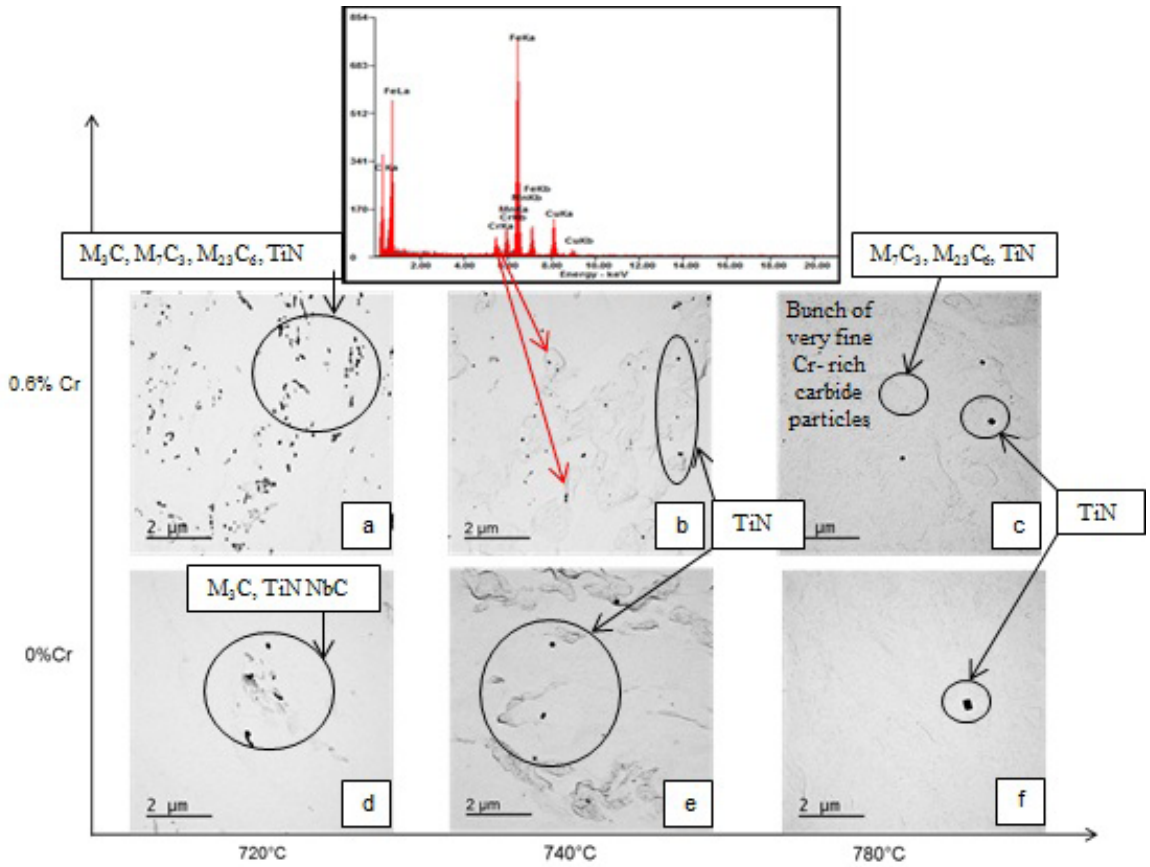 854
FeKa
683
FeLa
512
341
C Ka
FeKb
MnKb
170
MnKa
CrKb
CuKa
CrKa
CuKb
0
2.00 4.00 6.00 8.00 10.00 12.00 14.00 16.00 18.00 20.00
Energy - keV
M₃C, M₇C₃, M₂₃C₆, TiN
M₇C₃, M₂₃C₆, TiN
0.6% Cr
Bunch of
very fine
Cr- rich
carbide
particles
2 µm
a
2 µm
b
µm
c
TiN
TiN
M₃C, TiN NbC
0%Cr
2 µm
d
2 µm
e
2 µm
f
720°C
740°C
780°C